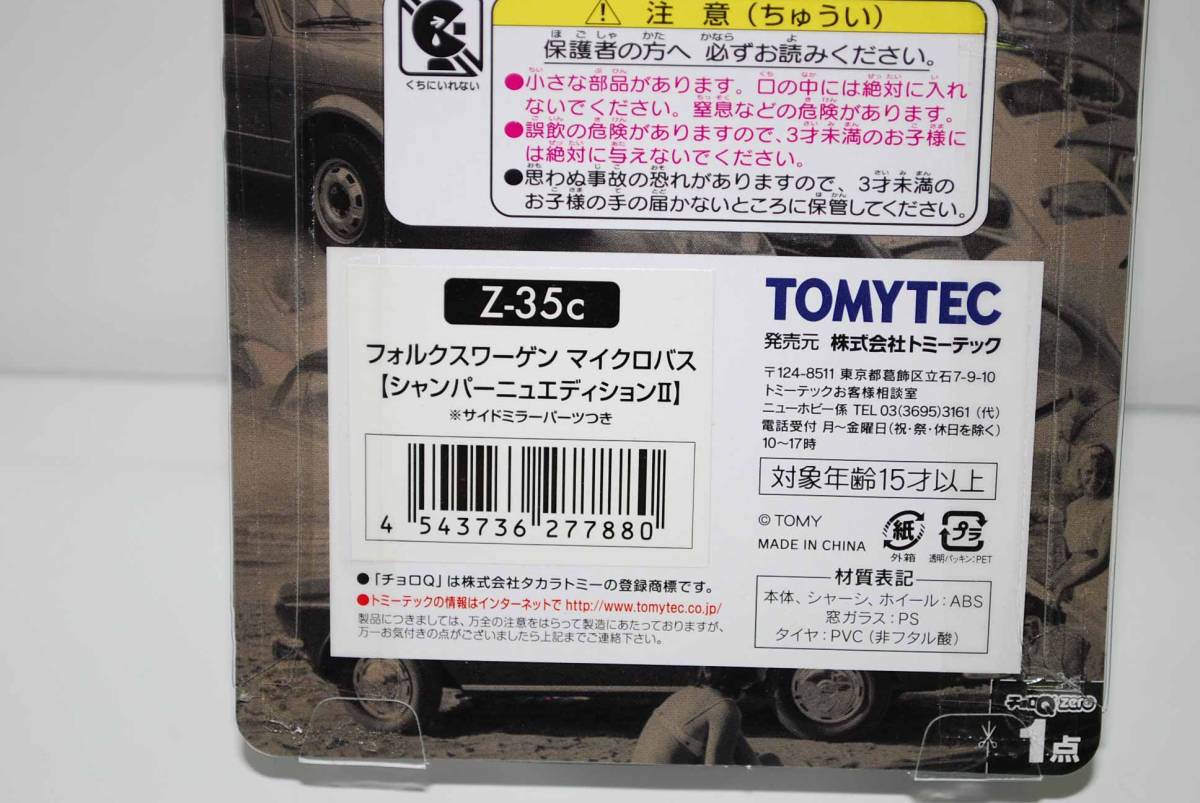 くちにいれない
注意(ちゅうい)
保護者の方へ 必ずお読みください。
●小さな部品があります。口の中には絶対に入れ
ないでください。窒息などの危険があります。
●誤飲の危険がありますので、3才未満のお子様に
は絶対に与えないでください。
●思わぬ事故の恐れがありますので、3才未満の
お子様の手の届かないところに保管してください。
Z-35c
フォルクスワーゲン マイクロバス
【シャンパーニュエディションII】
※サイドミラーパーツつき
4 543736 277880
TOMYTEC
発売元 株式会社トミーテック
〒124-8511 東京都葛飾区立石7-9-10
トミーテックお客様相談室
ニューホビー係 TEL 03(3695)3161 (代)
電話受付 月〜金曜日(祝・祭・休日を除く)
10〜17時
対象年齢15才以上
© TOMY
MADE IN CHINA
紙
外箱
プラ
透明パッキン:PET
材質表記
本体、シャーシ、ホイール:ABS
窓ガラス:PS
タイヤ:PVC(非フタル酸)
●「チョロQ」は株式会社タカラトミーの登録商標です。
●トミーテックの情報はインターネットで http://www.tomytec.co.jp/
製品につきましては、万全の注意をはらって製造にあたっておりますが、
万一お気付きの点がございましたら上記までご連絡下さい。
チョロQ zero
1点